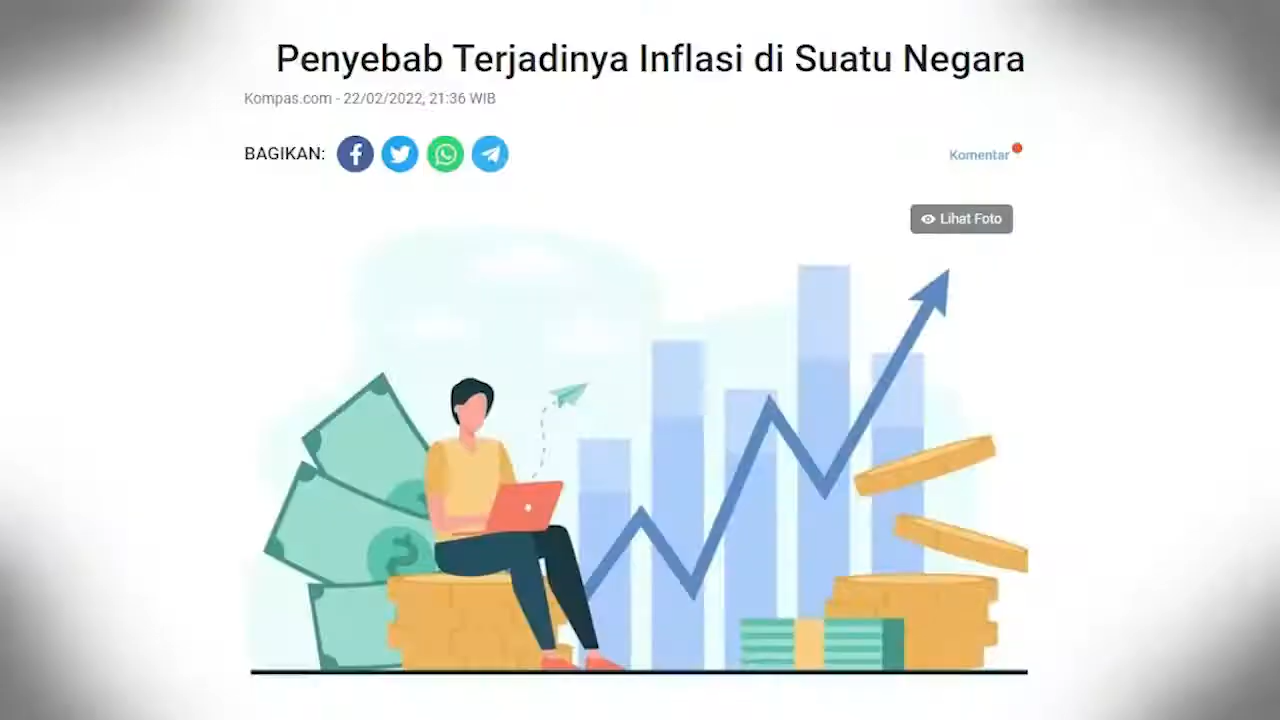 Penyebab Terjadinya Inflasi di Suatu Negara
Kompas.com - 22/02/2022, 21:36 WIB
BAGIKAN:
Komentar
Lihat Foto